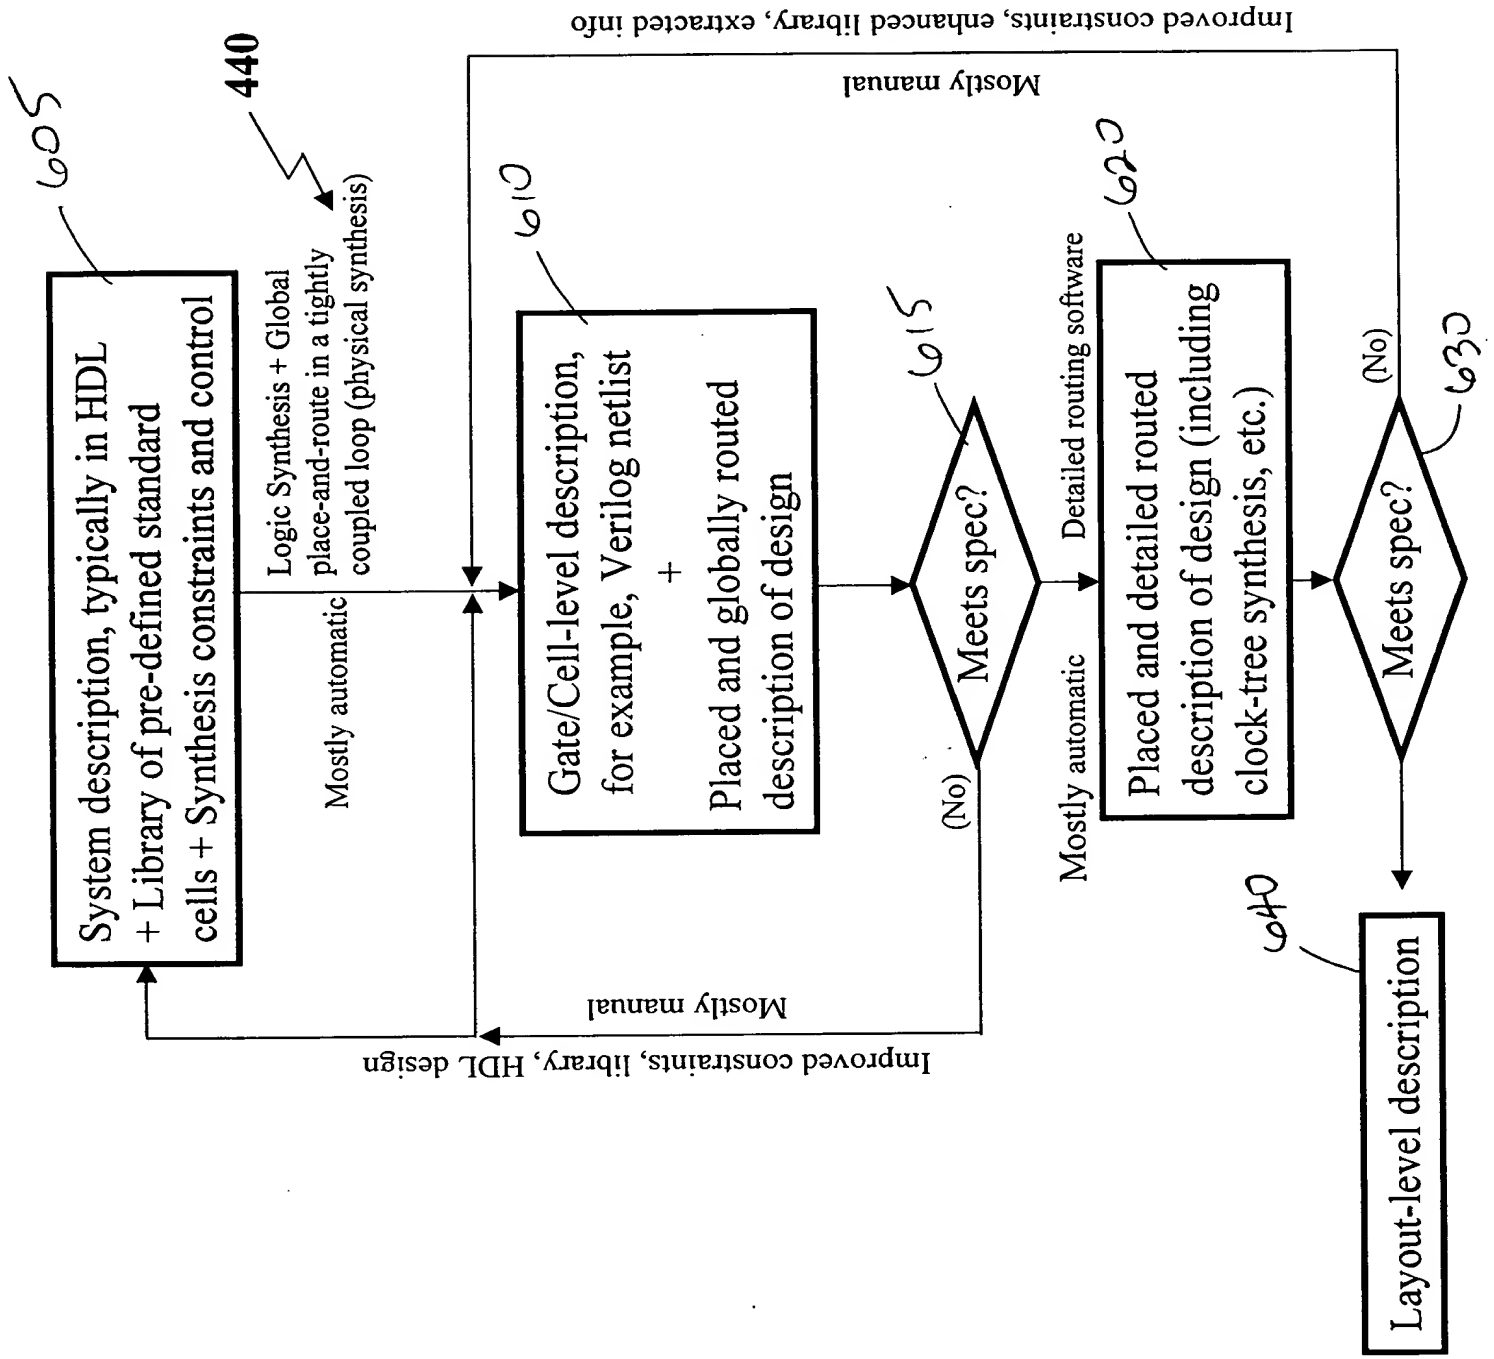 605
System description, typically in HDL
+ Library of pre-defined standard
cells + Synthesis constraints and control
440
Logic Synthesis + Global
place-and-route in a tightly
coupled loop (physical synthesis)
Mostly automatic
610
Gate/Cell-level description,
for example, Verilog netlist
+
Placed and globally routed
description of design
615
Meets spec?
(No)
Mostly manual
Improved constraints, library, HDL design
Detailed routing software
Mostly automatic
620
Placed and detailed routed
description of design (including
clock-tree synthesis, etc.)
630
Meets spec?
(No)
Mostly manual
Improved constraints, enhanced library, extracted info
640
Layout-level description